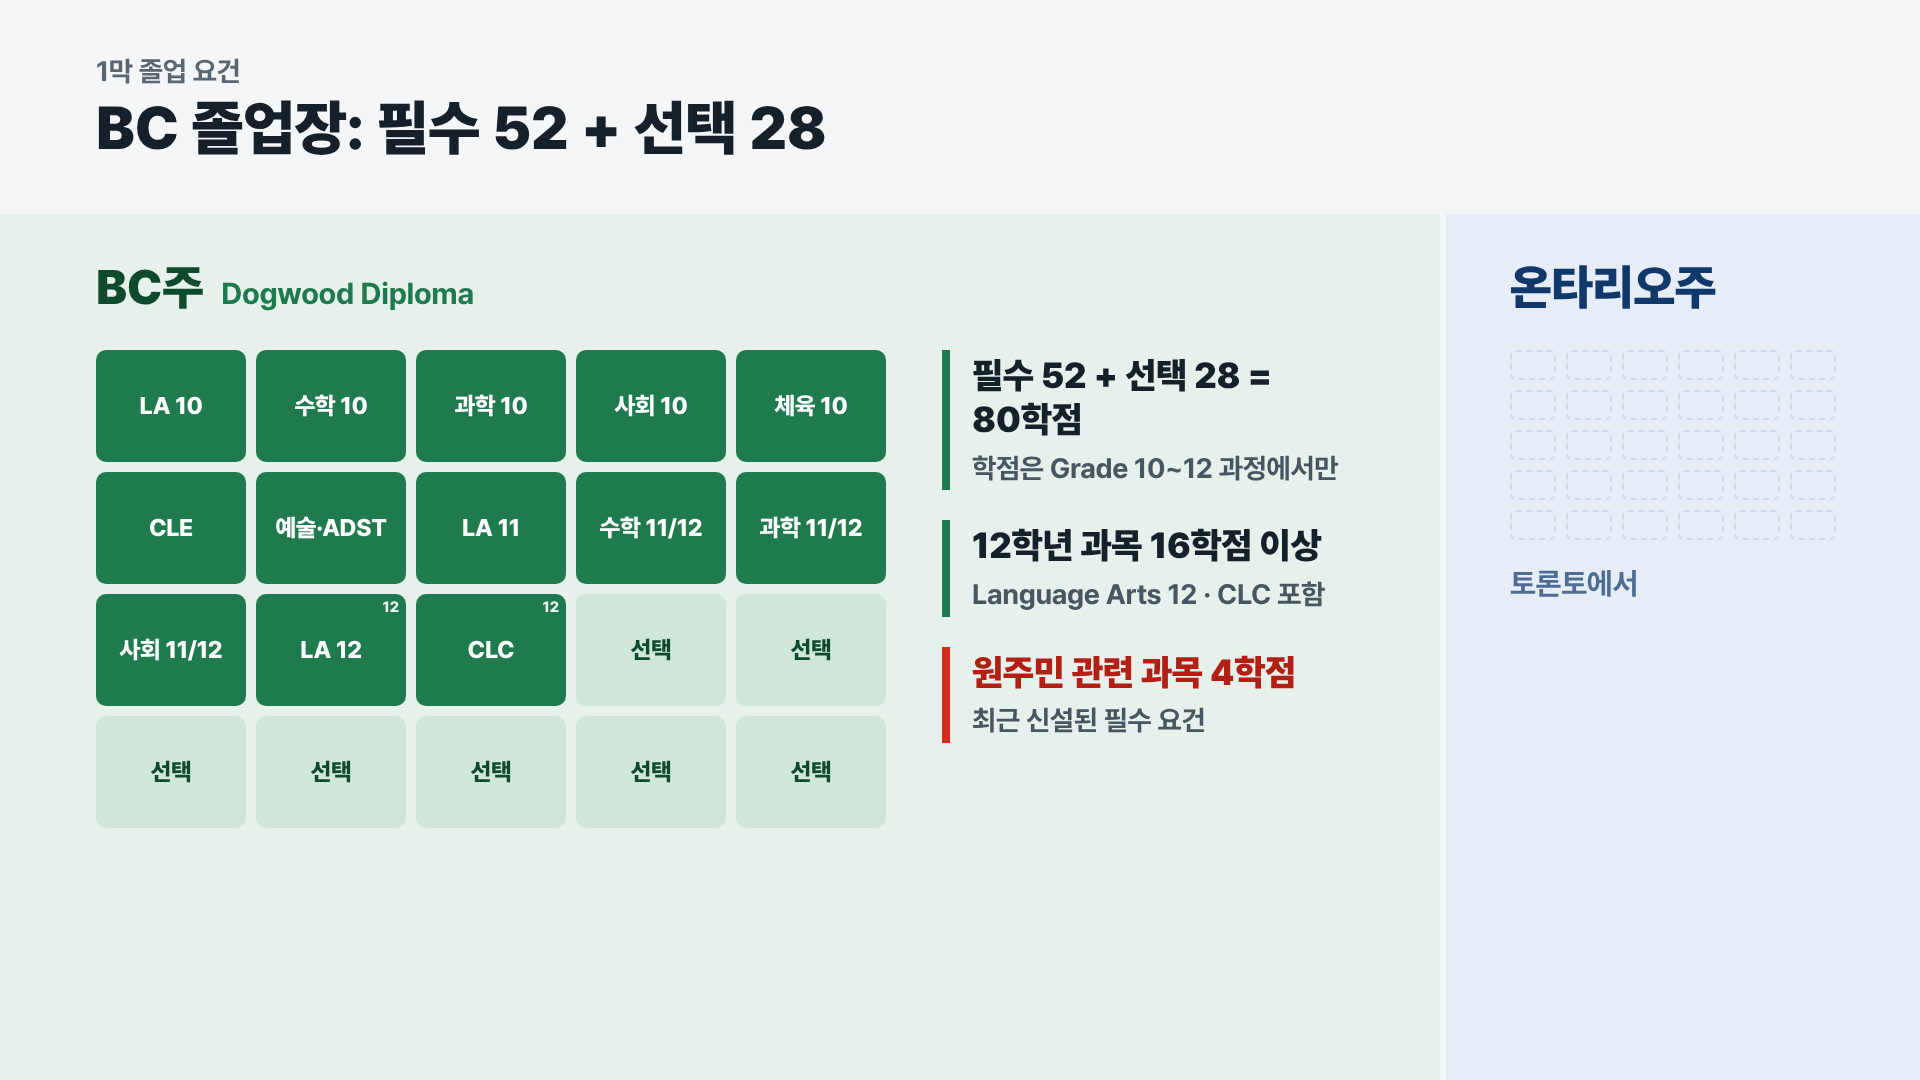 1막 졸업 요건
BC 졸업장: 필수 52 + 선택 28
BC주 Dogwood Diploma
LA 10
수학 10
과학 10
사회 10
체육 10
CLE
예술·ADST
LA 11
수학 11/12
과학 11/12
사회 11/12
12
LA 12
12
CLC
선택
선택
선택
선택
선택
선택
선택
필수 52 + 선택 28 =
80학점
학점은 Grade 10~12 과정에서만
12학년 과목 16학점 이상
Language Arts 12 · CLC 포함
원주민 관련 과목 4학점
최근 신설된 필수 요건
온타리오주
토론토에서